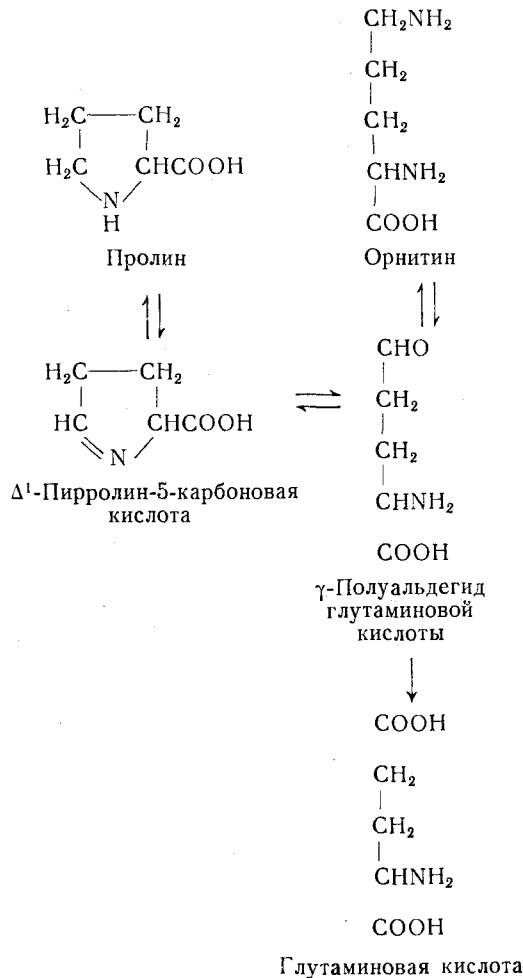 CH₂NH₂
CH₂
CH₂
CHNH₂
COOH
Орнитин
H₂C CH₂
H₂C CHCOOH
N
H
Пролин
H₂C CH₂
HC CHCOOH
N
Δ¹-Пирролин-5-карбоновая
кислота
CHO
CH₂
CH₂
CHNH₂
COOH
γ-Полуальдегид
глутаминовой
кислоты
COOH
CH₂
CH₂
CHNH₂
COOH
Глутаминовая кислота